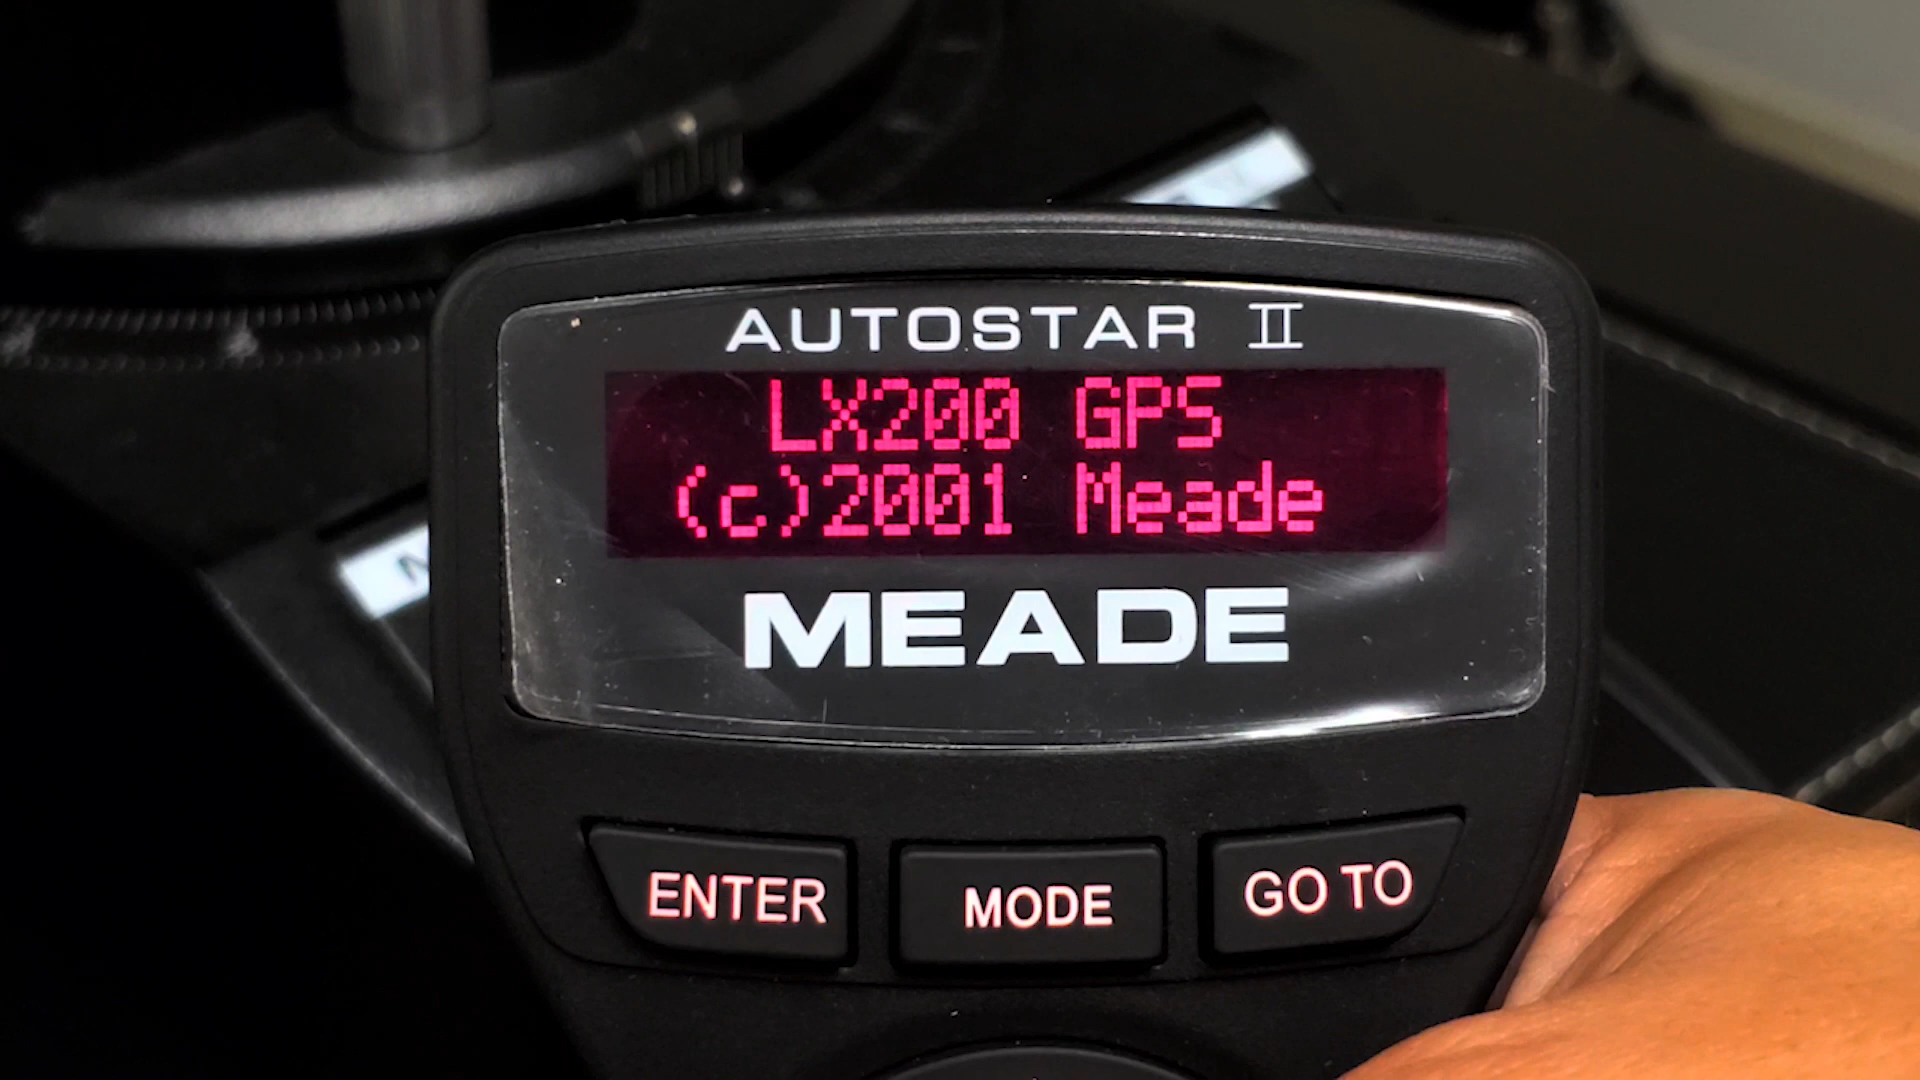 AUTOSTAR II
LX200 GPS
(c)2001 Meade
MEADE
ENTER
MODE
GO TO